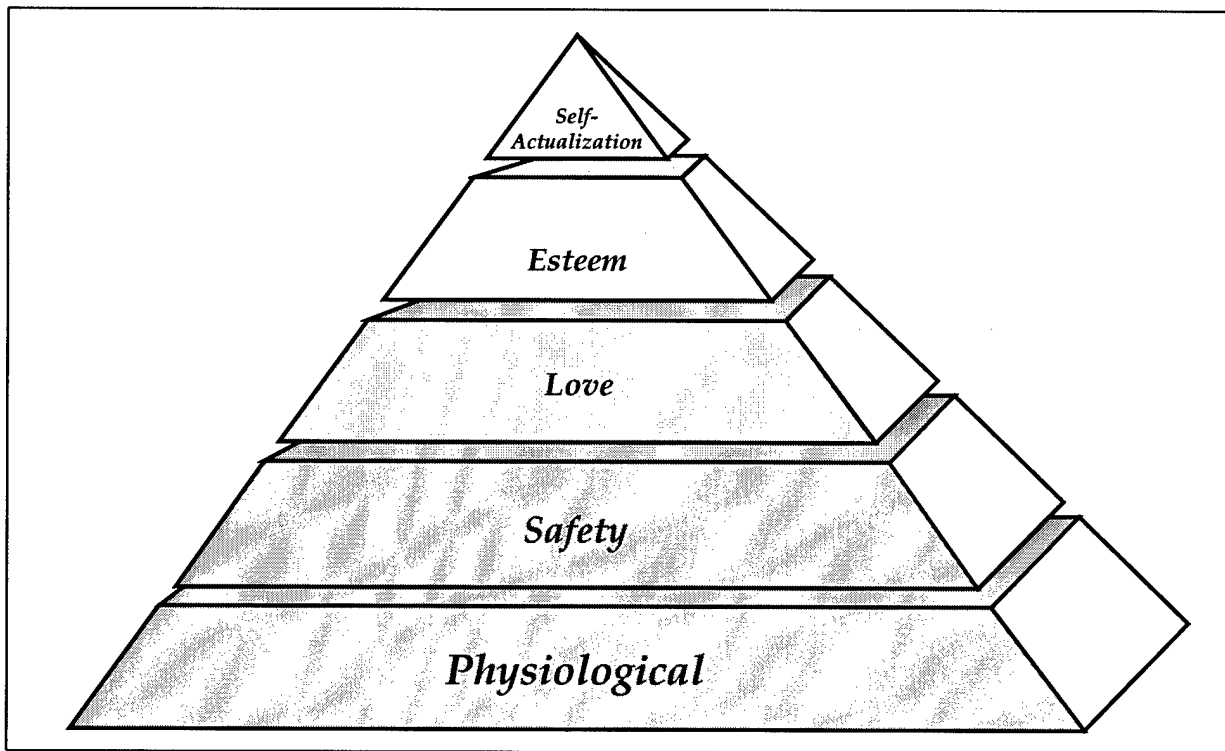 Self-
Actualization
Esteem
Love
Safety
Physiological